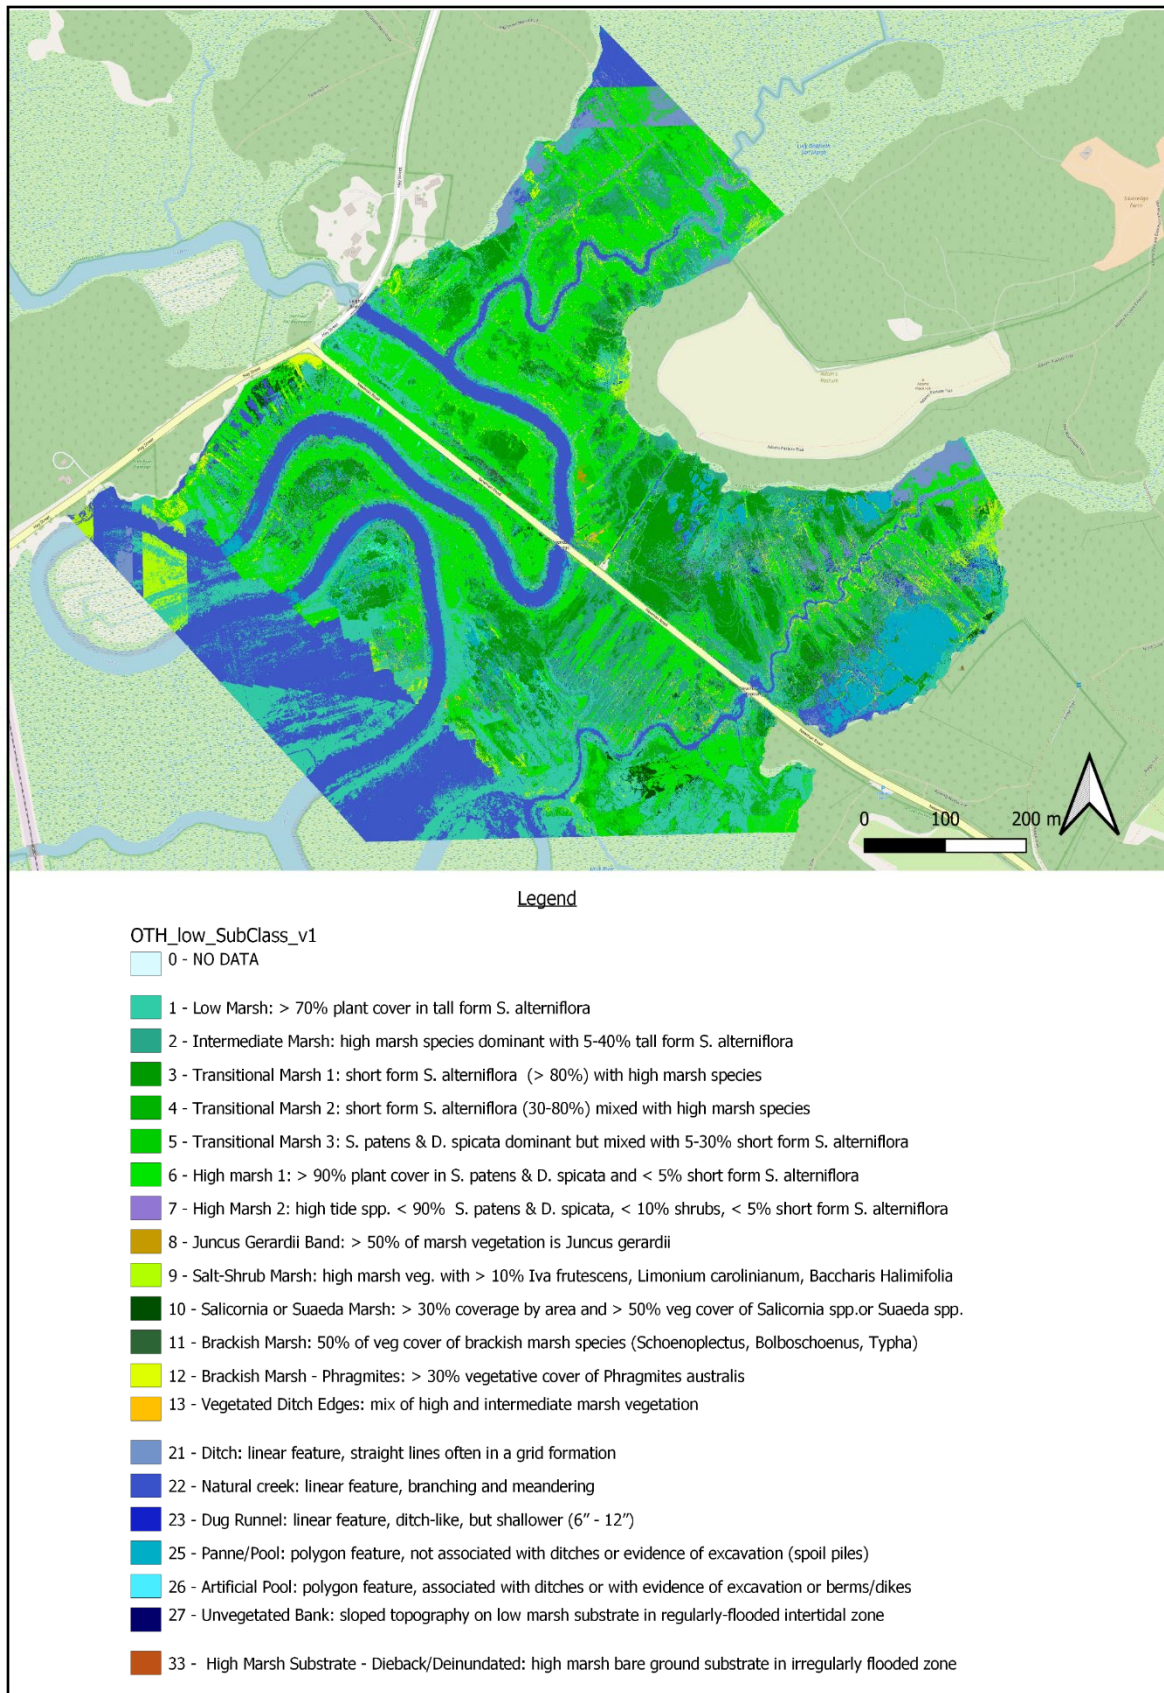 Hay Street
Hay Street
Hay Street
Hay Street
Newman Road
Adams Pasture Trail
0
100
200 m
Legend
OTH_low_SubClass_v1
0 - NO DATA
1 - Low Marsh: > 70% plant cover in tall form S. alterniflora
2 - Intermediate Marsh: high marsh species dominant with 5-40% tall form S. alterniflora
3 - Transitional Marsh 1: short form S. alterniflora  (> 80%) with high marsh species
4 - Transitional Marsh 2: short form S. alterniflora (30-80%) mixed with high marsh species
5 - Transitional Marsh 3: S. patens & D. spicata dominant but mixed with 5-30% short form S. alterniflora
6 - High marsh 1: > 90% plant cover in S. patens & D. spicata and < 5% short form S. alterniflora
7 - High Marsh 2: high tide spp. < 90%  S. patens & D. spicata, < 10% shrubs, < 5% short form S. alterniflora
8 - Juncus Gerardii Band: > 50% of marsh vegetation is Juncus gerardii
9 - Salt-Shrub Marsh: high marsh veg. with > 10% Iva frutescens, Limonium carolinianum, Baccharis Halimifolia
10 - Salicornia or Suaeda Marsh: > 30% coverage by area and > 50% veg cover of Salicornia spp.or Suaeda spp.
11 - Brackish Marsh: 50% of veg cover of brackish marsh species (Schoenoplectus, Bolboschoenus, Typha)
12 - Brackish Marsh - Phragmites: > 30% vegetative cover of Phragmites australis
13 - Vegetated Ditch Edges: mix of high and intermediate marsh vegetation
21 - Ditch: linear feature, straight lines often in a grid formation
22 - Natural creek: linear feature, branching and meandering
23 - Dug Runnel: linear feature, ditch-like, but shallower (6″ - 12″)
25 - Panne/Pool: polygon feature, not associated with ditches or evidence of excavation (spoil piles)
26 - Artificial Pool: polygon feature, associated with ditches or with evidence of excavation or berms/dikes
27 - Unvegetated Bank: sloped topography on low marsh substrate in regularly-flooded intertidal zone
33 -  High Marsh Substrate - Dieback/Deinundated: high marsh bare ground substrate in irregularly flooded zone